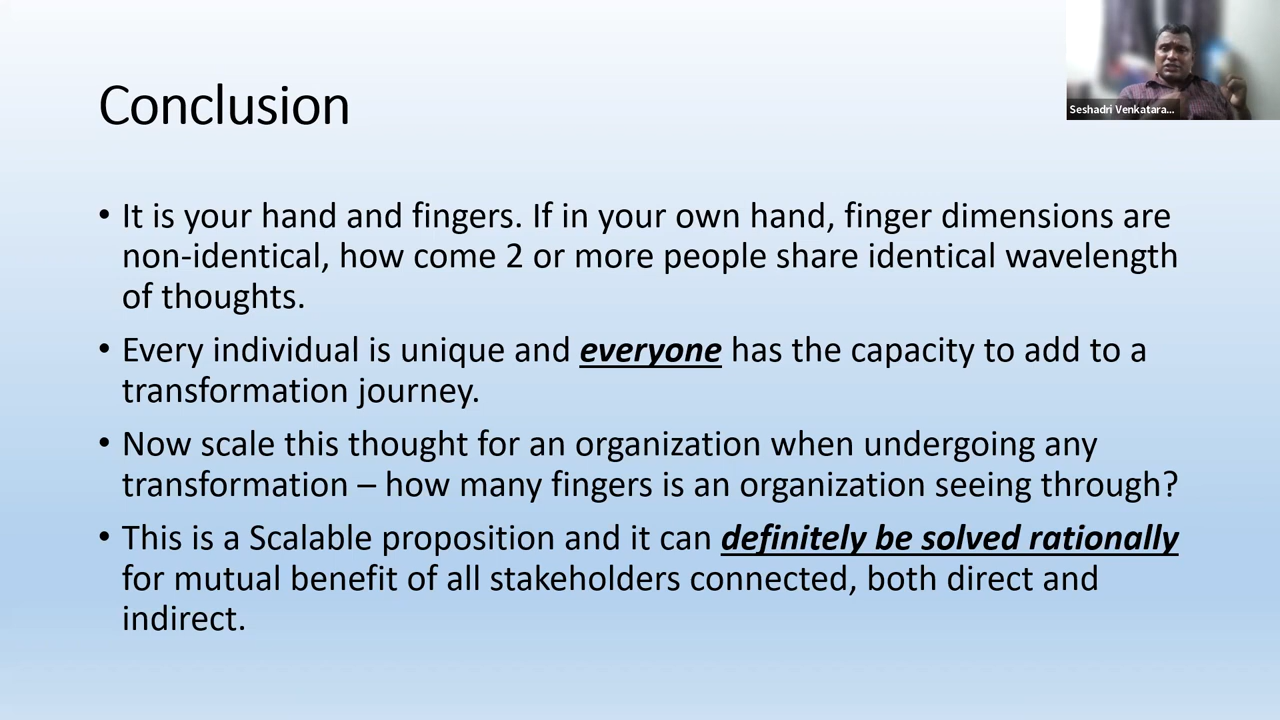 Seshadri Venkatara...
Conclusion
• It is your hand and fingers. If in your own hand, finger dimensions are
non-identical, how come 2 or more people share identical wavelength
of thoughts.
• Every individual is unique and everyone has the capacity to add to a
transformation journey.
• Now scale this thought for an organization when undergoing any
transformation – how many fingers is an organization seeing through?
• This is a Scalable proposition and it can definitely be solved rationally
for mutual benefit of all stakeholders connected, both direct and
indirect.